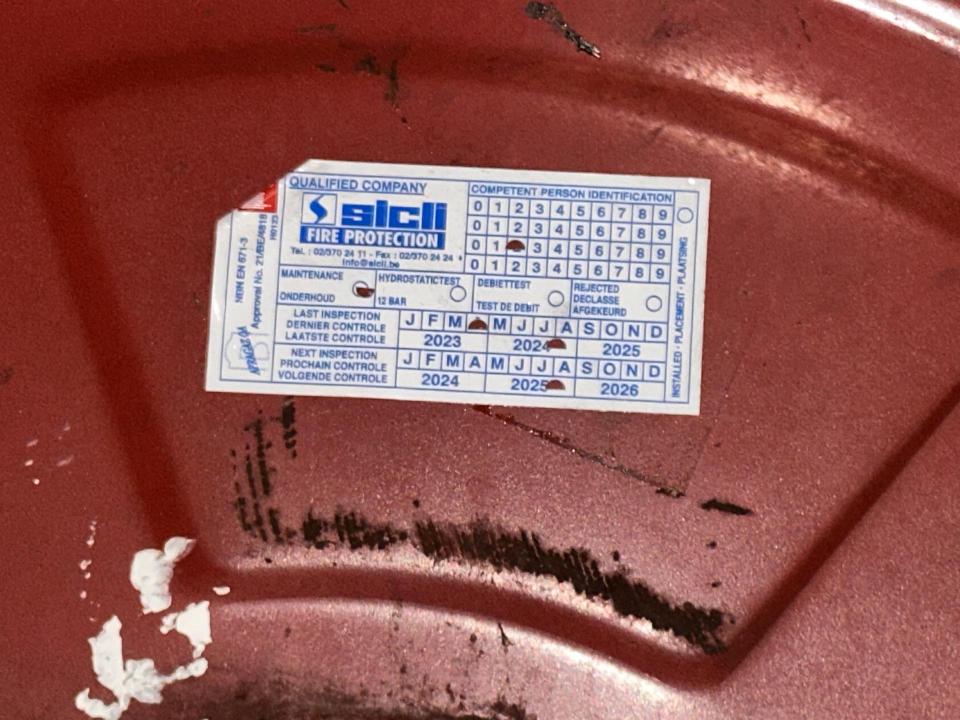 QUALIFIED COMPANY
sicli
FIRE PROTECTION
Tel. : 02/370 24 11 - Fax : 02/370 24 24
info@sicli.be
COMPETENT PERSON IDENTIFICATION
0 1 2 3 4 5 6 7 8 9
0 1 2 3 4 5 6 7 8 9
0 1 3 4 5 6 7 8 9
0 1 2 3 4 5 6 7 8 9
MAINTENANCE
ONDERHOUD
HYDROSTATICTEST
12 BAR
DEBIETTEST
TEST DE DEBIT
REJECTED
DECLASSE
AFGEKEURD
LAST INSPECTION
DERNIER CONTROLE
LAATSTE CONTROLE
J F M M J J A S O N D
2023 2024 2025
NEXT INSPECTION
PROCHAIN CONTROLE
VOLGENDE CONTROLE
J F M A M J J A S O N D
2024 2025 2026
INSTALLED - PLACEMENT - PLAATSING
NBN EN 671-3
Approval No. 21/BE/4818